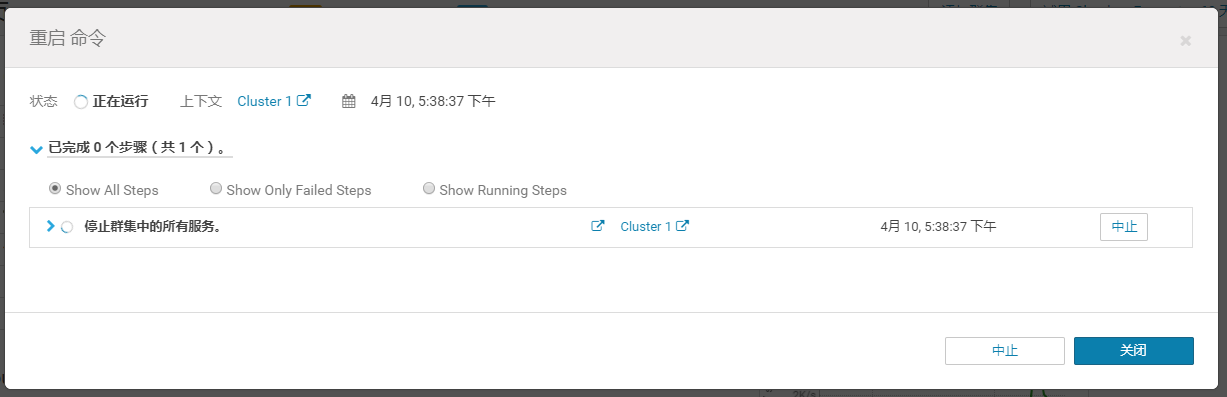 重启 命令
状态 正在运行 上下文 Cluster 1 4月 10, 5:38:37 下午
已完成 0 个步骤（共 1 个）。
Show All Steps Show Only Failed Steps Show Running Steps
停止群集中的所有服务。 Cluster 1 4月 10, 5:38:37 下午 中止
中止 关闭